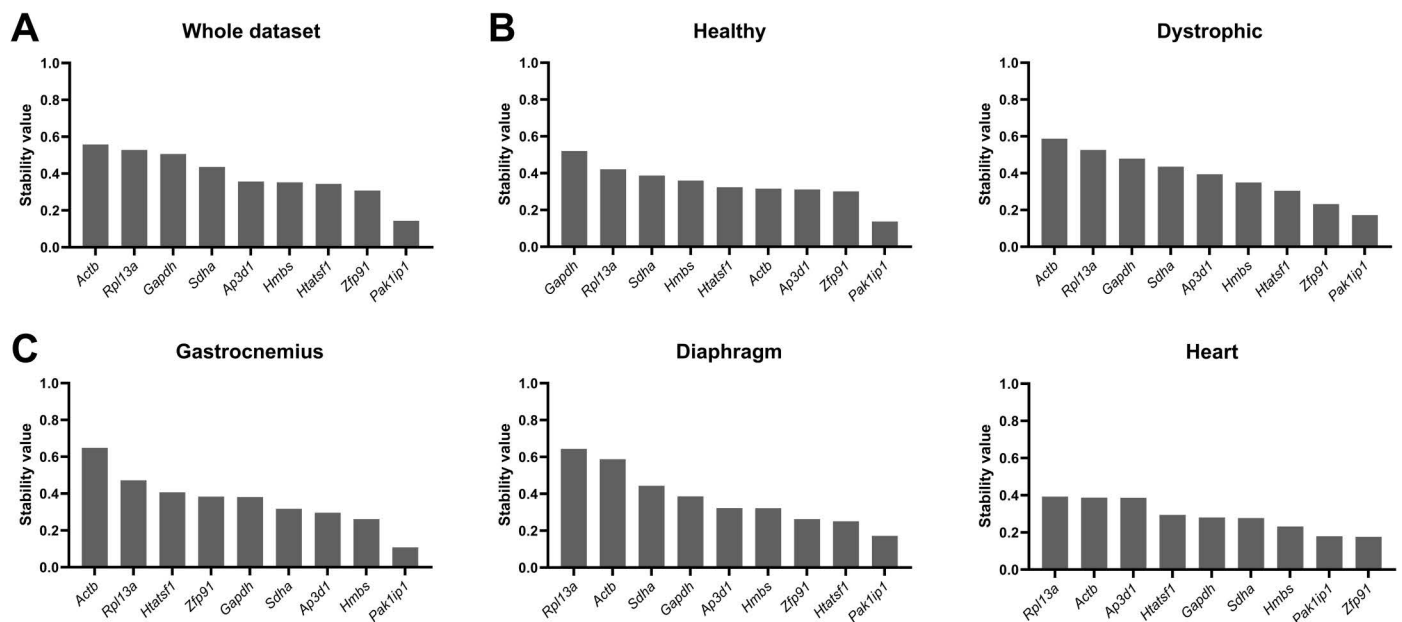 A
Whole dataset
Stability value
1.0
0.8
0.6
0.4
0.2
0.0
Actb
Rpl13a
Gapdh
Sdha
Ap3d1
Hmbs
Htatsf1
Zfp91
Pak1ip1
B
Healthy
Stability value
1.0
0.8
0.6
0.4
0.2
0.0
Gapdh
Rpl13a
Sdha
Hmbs
Htatsf1
Actb
Ap3d1
Zfp91
Pak1ip1
Dystrophic
Stability value
1.0
0.8
0.6
0.4
0.2
0.0
Actb
Rpl13a
Gapdh
Sdha
Ap3d1
Hmbs
Htatsf1
Zfp91
Pak1ip1
C
Gastrocnemius
Stability value
1.0
0.8
0.6
0.4
0.2
0.0
Actb
Rpl13a
Htatsf1
Zfp91
Gapdh
Sdha
Ap3d1
Hmbs
Pak1ip1
Diaphragm
Stability value
1.0
0.8
0.6
0.4
0.2
0.0
Rpl13a
Actb
Sdha
Gapdh
Ap3d1
Hmbs
Zfp91
Htatsf1
Pak1ip1
Heart
Stability value
1.0
0.8
0.6
0.4
0.2
0.0
Rpl13a
Actb
Ap3d1
Htatsf1
Gapdh
Sdha
Hmbs
Pak1ip1
Zfp91